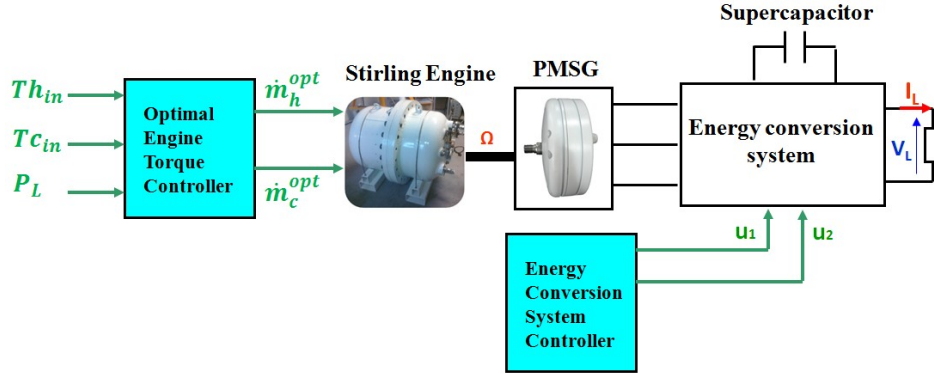 Supercapacitor
Stirling Engine
PMSG
Th_in
Tc_in
P_L
Optimal
Engine
Torque
Controller
ṁ_h^opt
ṁ_c^opt
Ω
Energy conversion
system
I_L
V_L
u₁
u₂
Energy
Conversion
System
Controller